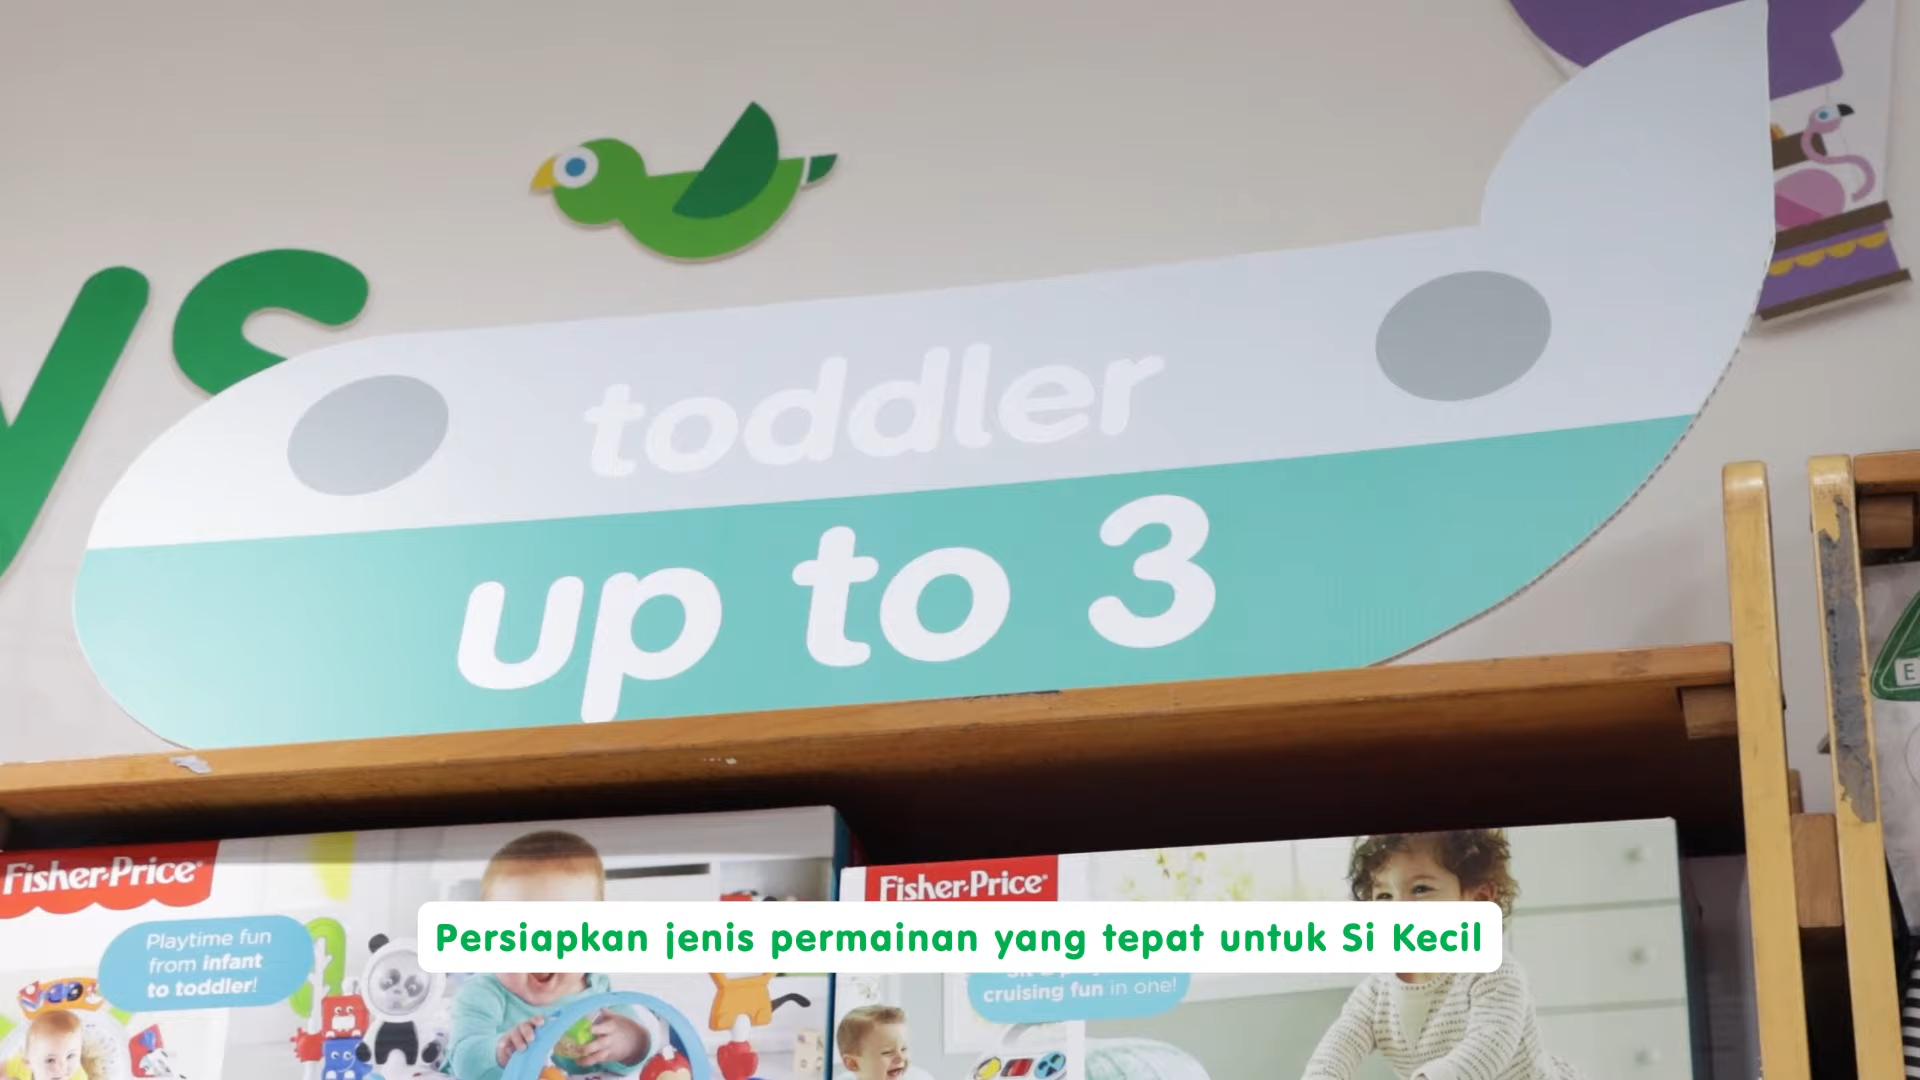 ys
toddler
up to 3
Fisher-Price
Playtime fun
from infant
to toddler!
Fisher-Price
cruising fun in one!
Persiapkan jenis permainan yang tepat untuk Si Kecil
E